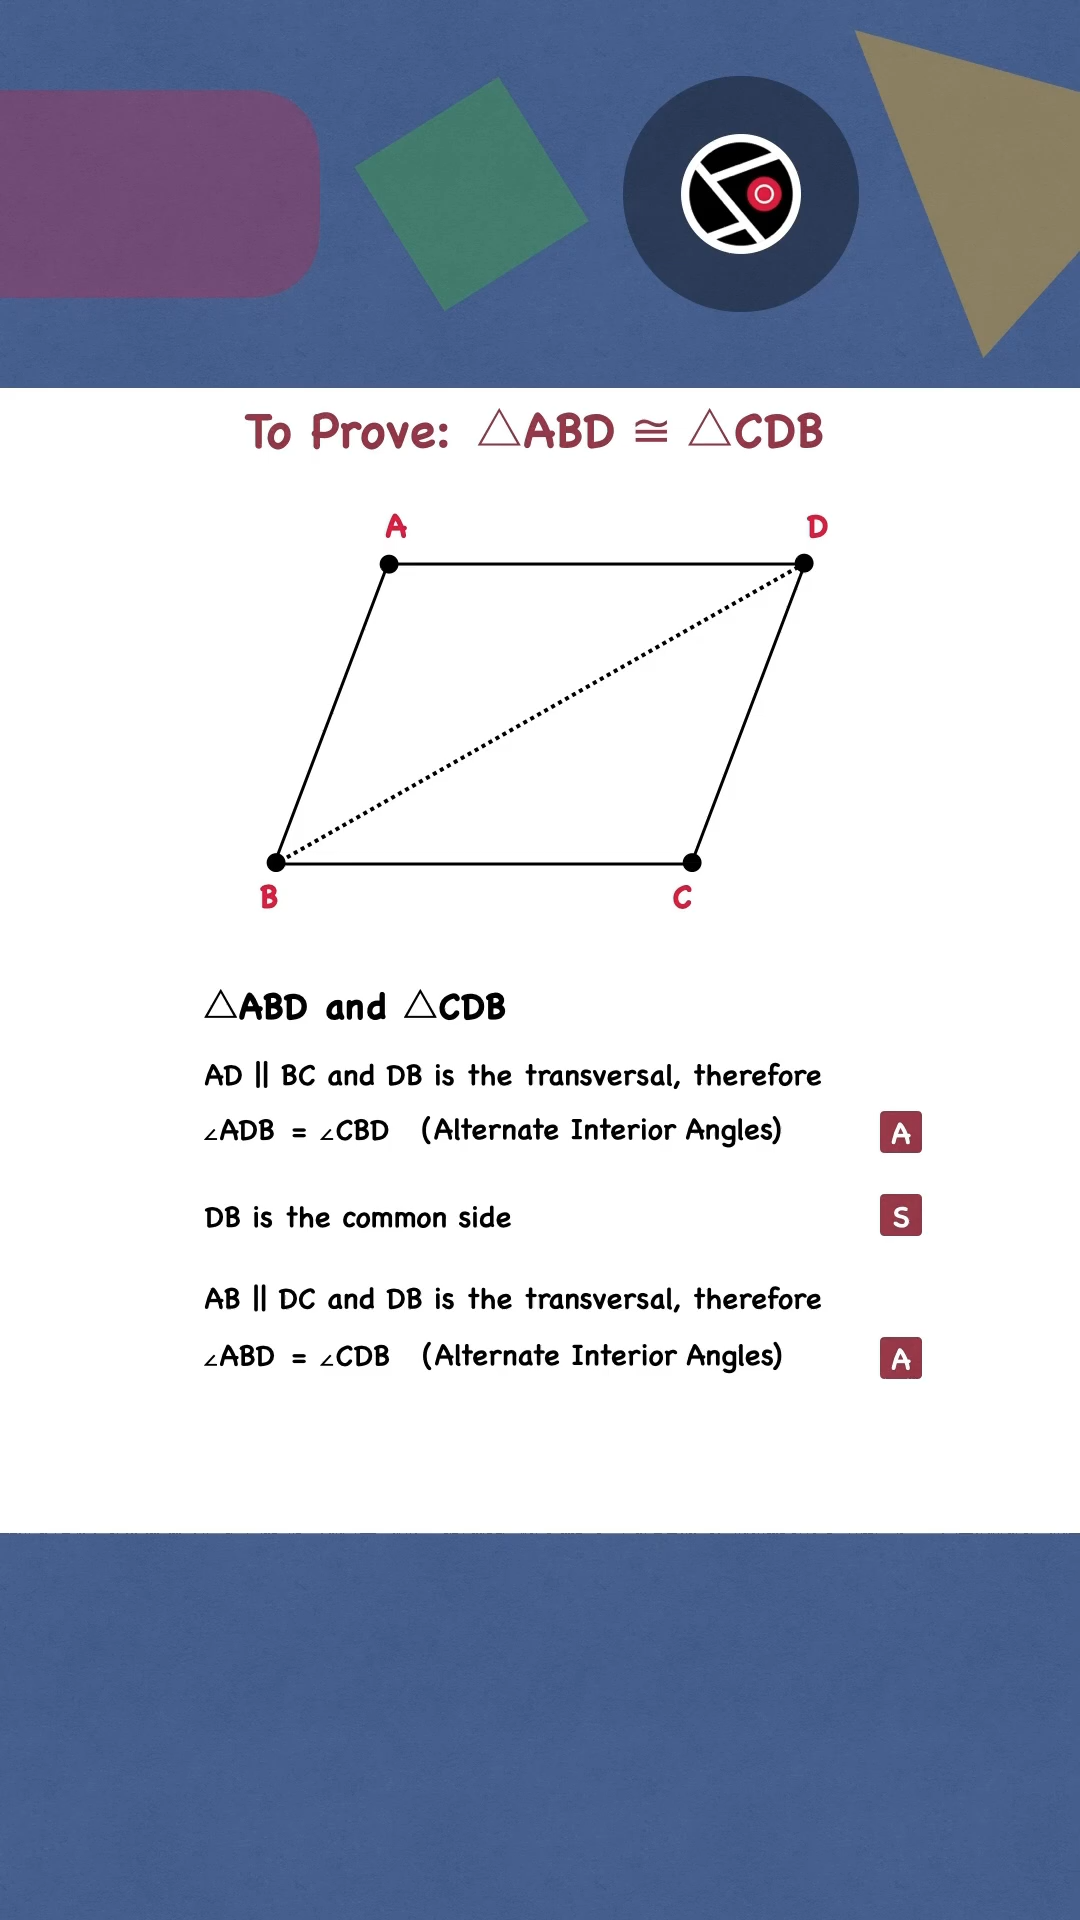 To Prove: △ABD ≅ △CDB
A D
B C
△ABD and △CDB
AD || BC and DB is the transversal, therefore
∠ADB = ∠CBD (Alternate Interior Angles) A
DB is the common side S
AB || DC and DB is the transversal, therefore
∠ABD = ∠CDB (Alternate Interior Angles) A